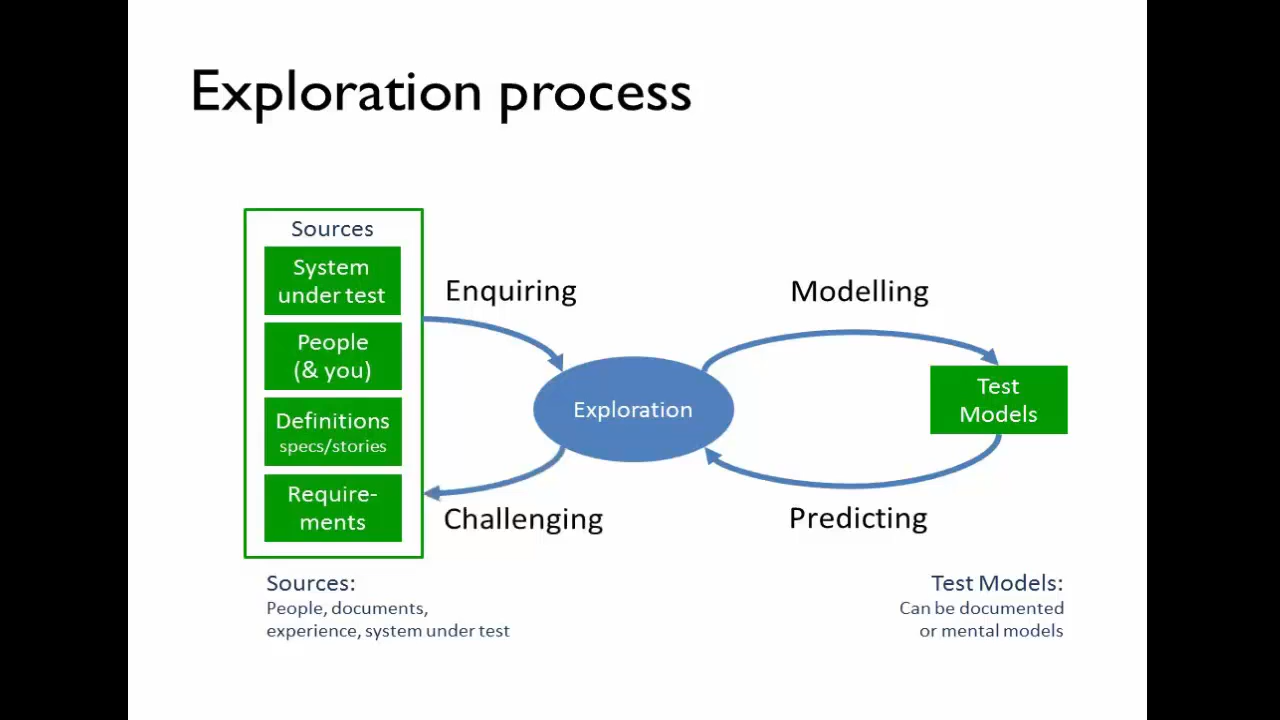 Exploration process
Sources
System
under test
People
(& you)
Definitions
specs/stories
Require-
ments
Enquiring
Challenging
Exploration
Modelling
Predicting
Test
Models
Sources:
People, documents,
experience, system under test
Test Models:
Can be documented
or mental models